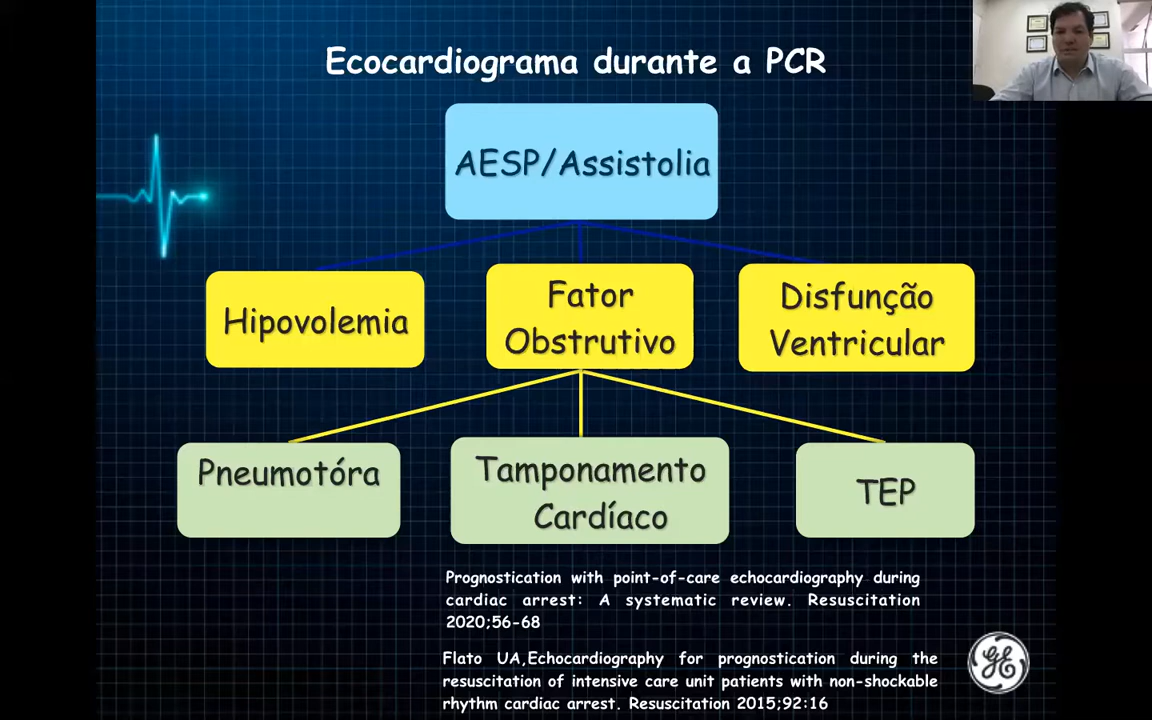 Ecocardiograma durante a PCR
AESP/Assistolia
Hipovolemia
Fator
Obstrutivo
Disfunção
Ventricular
Pneumotóra
Tamponamento
Cardíaco
TEP
Prognostication with point-of-care echocardiography during
cardiac arrest: A systematic review. Resuscitation
2020;56-68
Flato UA,Echocardiography for prognostication during the
resuscitation of intensive care unit patients with non-shockable
rhythm cardiac arrest. Resuscitation 2015;92:16
GE